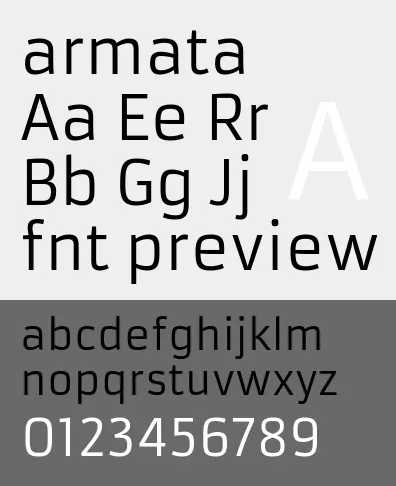 armata
Aa Ee Rr
Bb Gg Jj
A
fnt preview
abcdefghijklm
nopqrstuvwxyz
0123456789